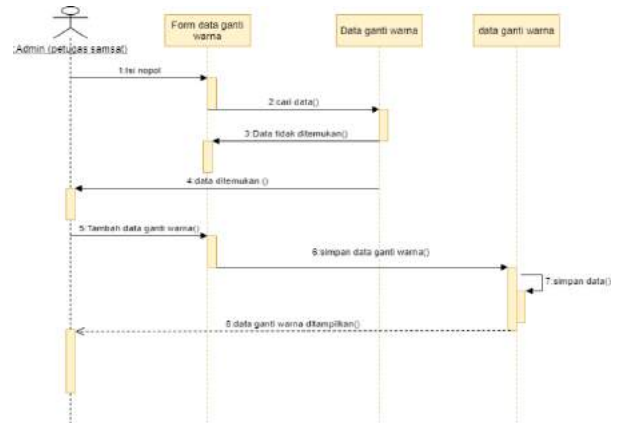 Form data ganti
warna
Data ganti warna
data ganti warna
:Admin (petugas samsat)
1:Isi nopol
2:cari data()
3:Data tidak ditemukan()
4:data ditemukan ()
5:Tambah data ganti warna()
6:simpan data ganti warna()
7:simpan data()
8:data ganti warna ditampilkan()